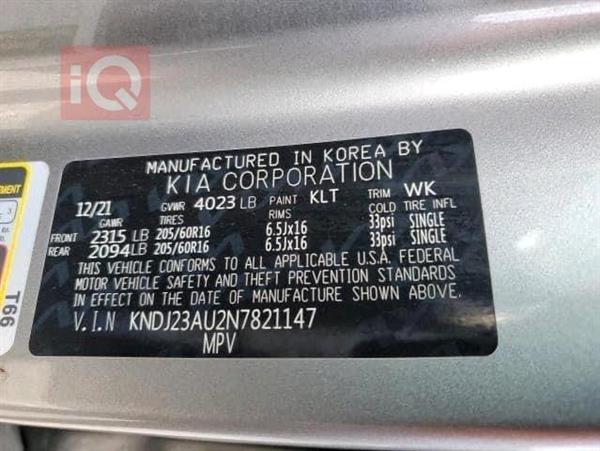 iQ
MANUFACTURED IN KOREA BY
KIA CORPORATION
12/21 GVWR 4023 LB PAINT KLT TRIM WK
GAWR TIRES RIMS COLD TIRE INFL
FRONT 2315 LB 205/60R16 6.5Jx16 33psi SINGLE
REAR 2094 LB 205/60R16 6.5Jx16 33psi SINGLE
THIS VEHICLE CONFORMS TO ALL APPLICABLE U.S.A. FEDERAL
MOTOR VEHICLE SAFETY AND THEFT PREVENTION STANDARDS
IN EFFECT ON THE DATE OF MANUFACTURE SHOWN ABOVE.
V.I.N KNDJ23AU2N7821147
MPV
3
T66